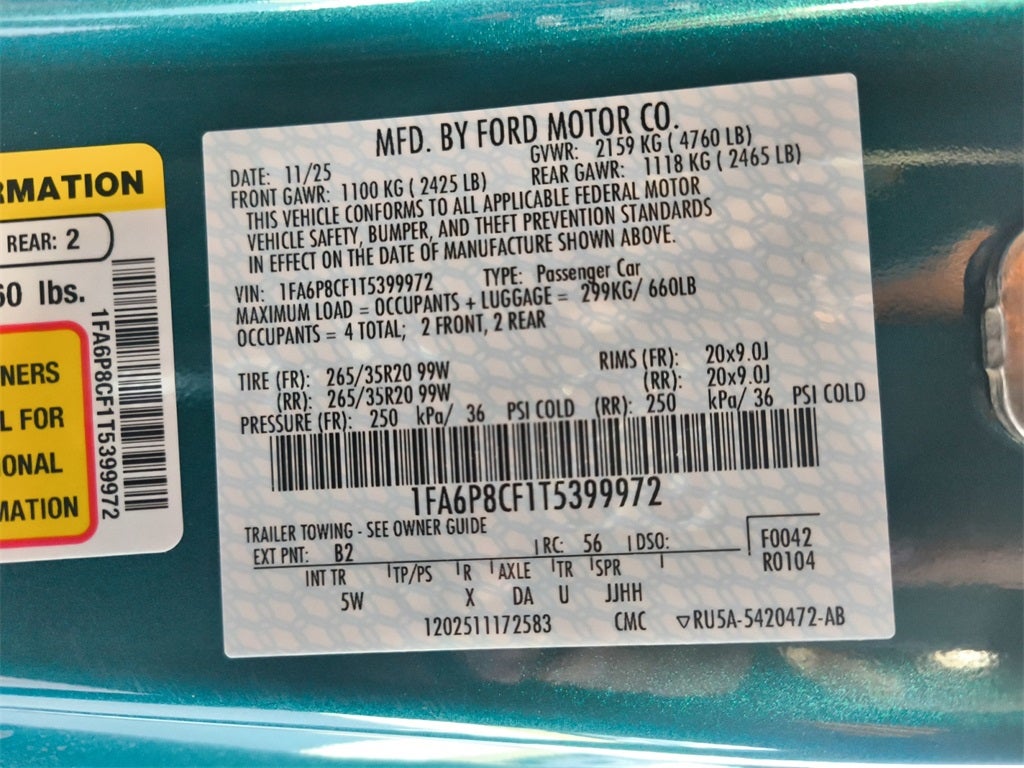 RMATION
REAR: 2
60 lbs.
NERS
L FOR
IONAL
MATION
1FA6P8CF1T5399972
MFD. BY FORD MOTOR CO.
DATE: 11/25 GVWR: 2159 KG ( 4760 LB)
FRONT GAWR: 1100 KG ( 2425 LB) REAR GAWR: 1118 KG ( 2465 LB)
THIS VEHICLE CONFORMS TO ALL APPLICABLE FEDERAL MOTOR
VEHICLE SAFETY, BUMPER, AND THEFT PREVENTION STANDARDS
IN EFFECT ON THE DATE OF MANUFACTURE SHOWN ABOVE.
VIN: 1FA6P8CF1T5399972 TYPE: Passenger Car
MAXIMUM LOAD = OCCUPANTS + LUGGAGE = 299KG/ 660LB
OCCUPANTS = 4 TOTAL; 2 FRONT, 2 REAR
TIRE (FR): 265/35R20 99W RIMS (FR): 20x9.0J
(RR): 265/35R20 99W (RR): 20x9.0J
PRESSURE (FR): 250 kPa/ 36 PSI COLD (RR): 250 kPa/ 36 PSI COLD
1FA6P8CF1T5399972
TRAILER TOWING - SEE OWNER GUIDE
EXT PNT: B2 RC: 56 DSO: F0042
R0104
INT TR TP/PS R AXLE TR SPR
5W X DA U JJHH
1202511172583 CMC ▽RU5A-5420472-AB